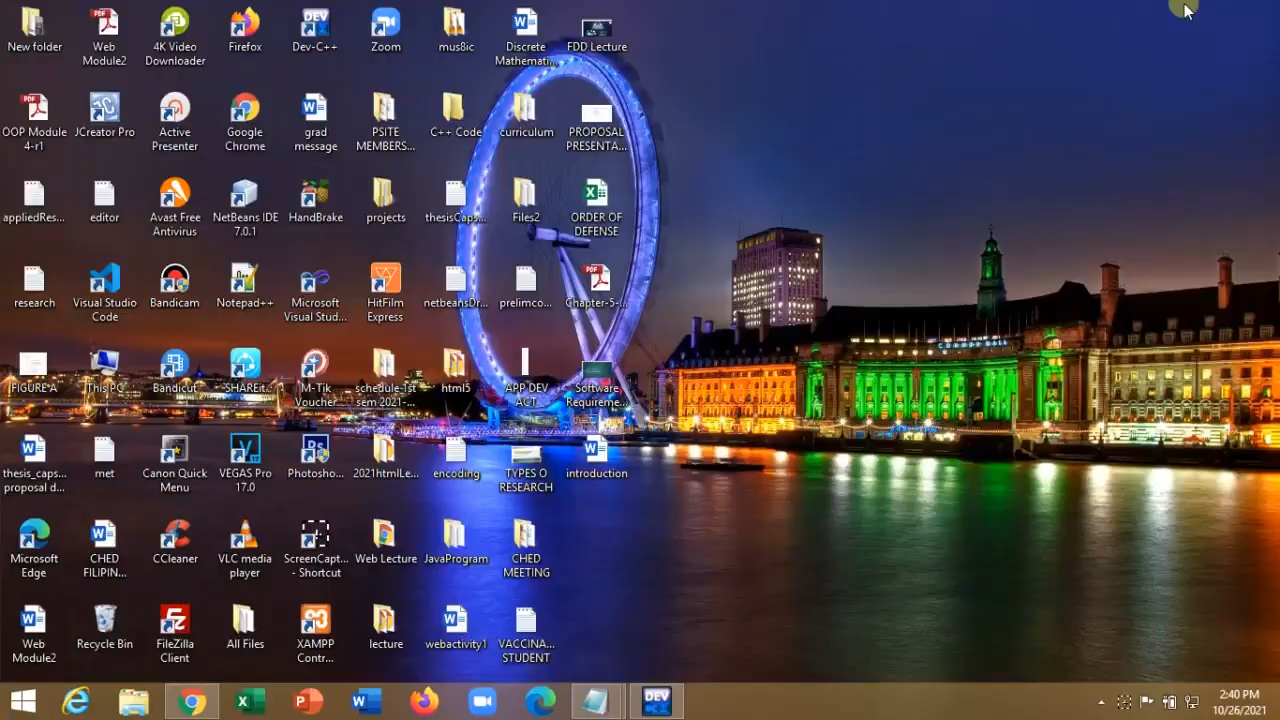 New folder
Web
Module2
4K Video
Downloader
Firefox
Dev-C++
Zoom
mus8ic
Discrete
Mathemati...
FDD Lecture
OOP Module
4-r1
JCreator Pro
Active
Presenter
Google
Chrome
grad
message
PSITE
MEMBERS...
C++ Code
curriculum
PROPOSAL
PRESENTA...
appliedRes...
editor
Avast Free
Antivirus
NetBeans IDE
7.0.1
HandBrake
projects
thesisCaps...
Files2
ORDER OF
DEFENSE
research
Visual Studio
Code
Bandicam
Notepad++
Microsoft
Visual Stud...
HitFilm
Express
netbeansDr...
prelimco...
Chapter-5-...
FIGURE A
This PC
Bandicut
SHAREit...
M-Tik
Voucher
schedule-1st
sem 2021-...
html5
APP DEV
ACT
Software
Requireme...
thesis_caps...
proposal d...
met
Canon Quick
Menu
VEGAS Pro
17.0
Photosho...
2021htmlLe...
encoding
TYPES O
RESEARCH
introduction
Microsoft
Edge
CHED
FILIPIN...
CCleaner
VLC media
player
ScreenCapt...
- Shortcut
Web Lecture
JavaProgram
CHED
MEETING
Web
Module2
Recycle Bin
FileZilla
Client
All Files
XAMPP
Contr...
lecture
webactivity1
VACCINA...
STUDENT
COUNTY HALL
DEV
2:40 PM
10/26/2021